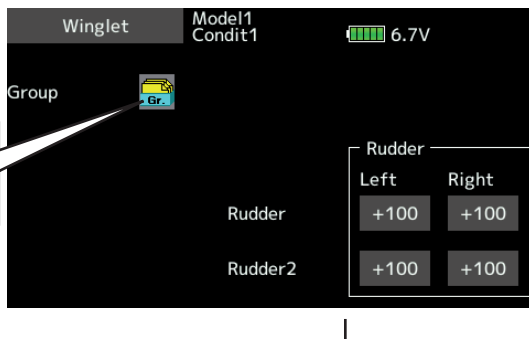 Winglet Model1
Condit1 6.7V
Group Gr.
Rudder
Left Right
Rudder +100 +100
Rudder2 +100 +100